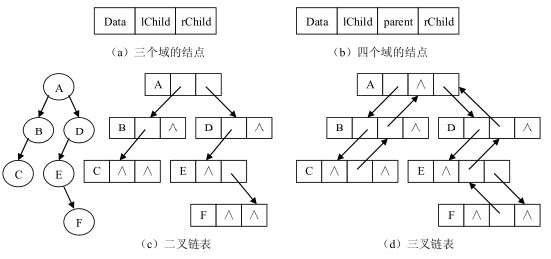 Data lChild rChild
(a) 三个域的结点
Data lChild parent rChild
(b) 四个域的结点
A
B D
C E
F
A
B ∧ D ∧
C ∧ ∧ E ∧
F ∧ ∧
(c) 二叉链表
A ∧
B ∧ D ∧
C ∧ ∧ E ∧
F ∧ ∧
(d) 三叉链表